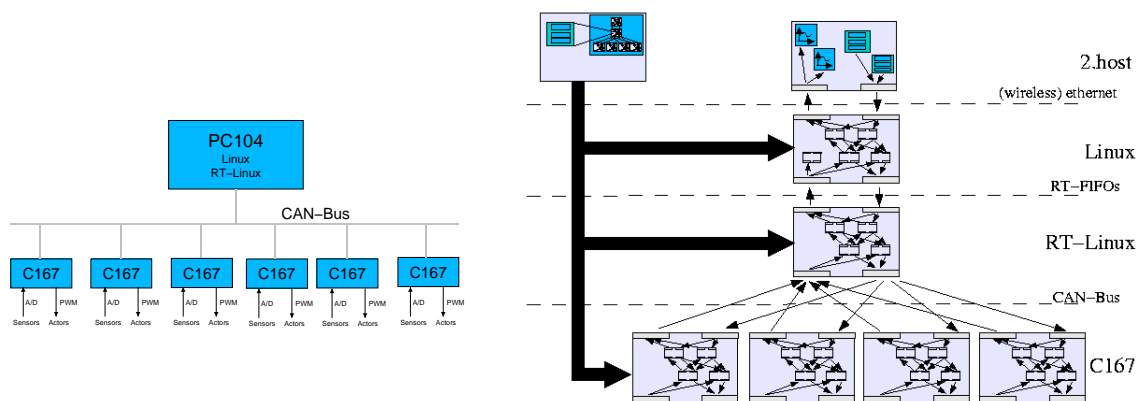 PC104
Linux
RT–Linux
CAN–Bus
C167 C167 C167 C167 C167 C167
A/D PWM A/D PWM A/D PWM A/D PWM A/D PWM A/D PWM
Sensors Actors Sensors Actors Sensors Actors Sensors Actors Sensors Actors Sensors Actors
2.host
(wireless) ethernet
Linux
RT–FIFOs
RT–Linux
CAN–Bus
C167